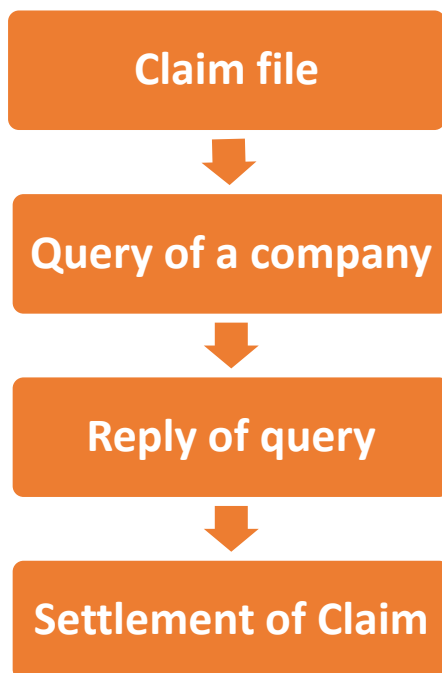 Claim file
Query of a company
Reply of query
Settlement of Claim